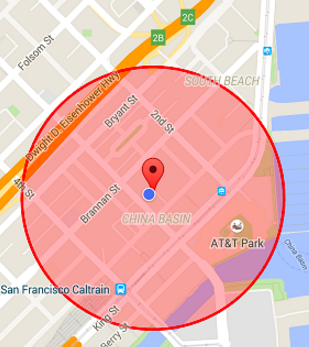 2C
2B
Folsom St
SOUTH BEACH
Dwight D. Eisenhower Hwy
Bryant St
2nd St
4th St
Brannan St
CHINA BASIN
AT&T Park
China Basin
San Francisco Caltrain
King St
Berry St